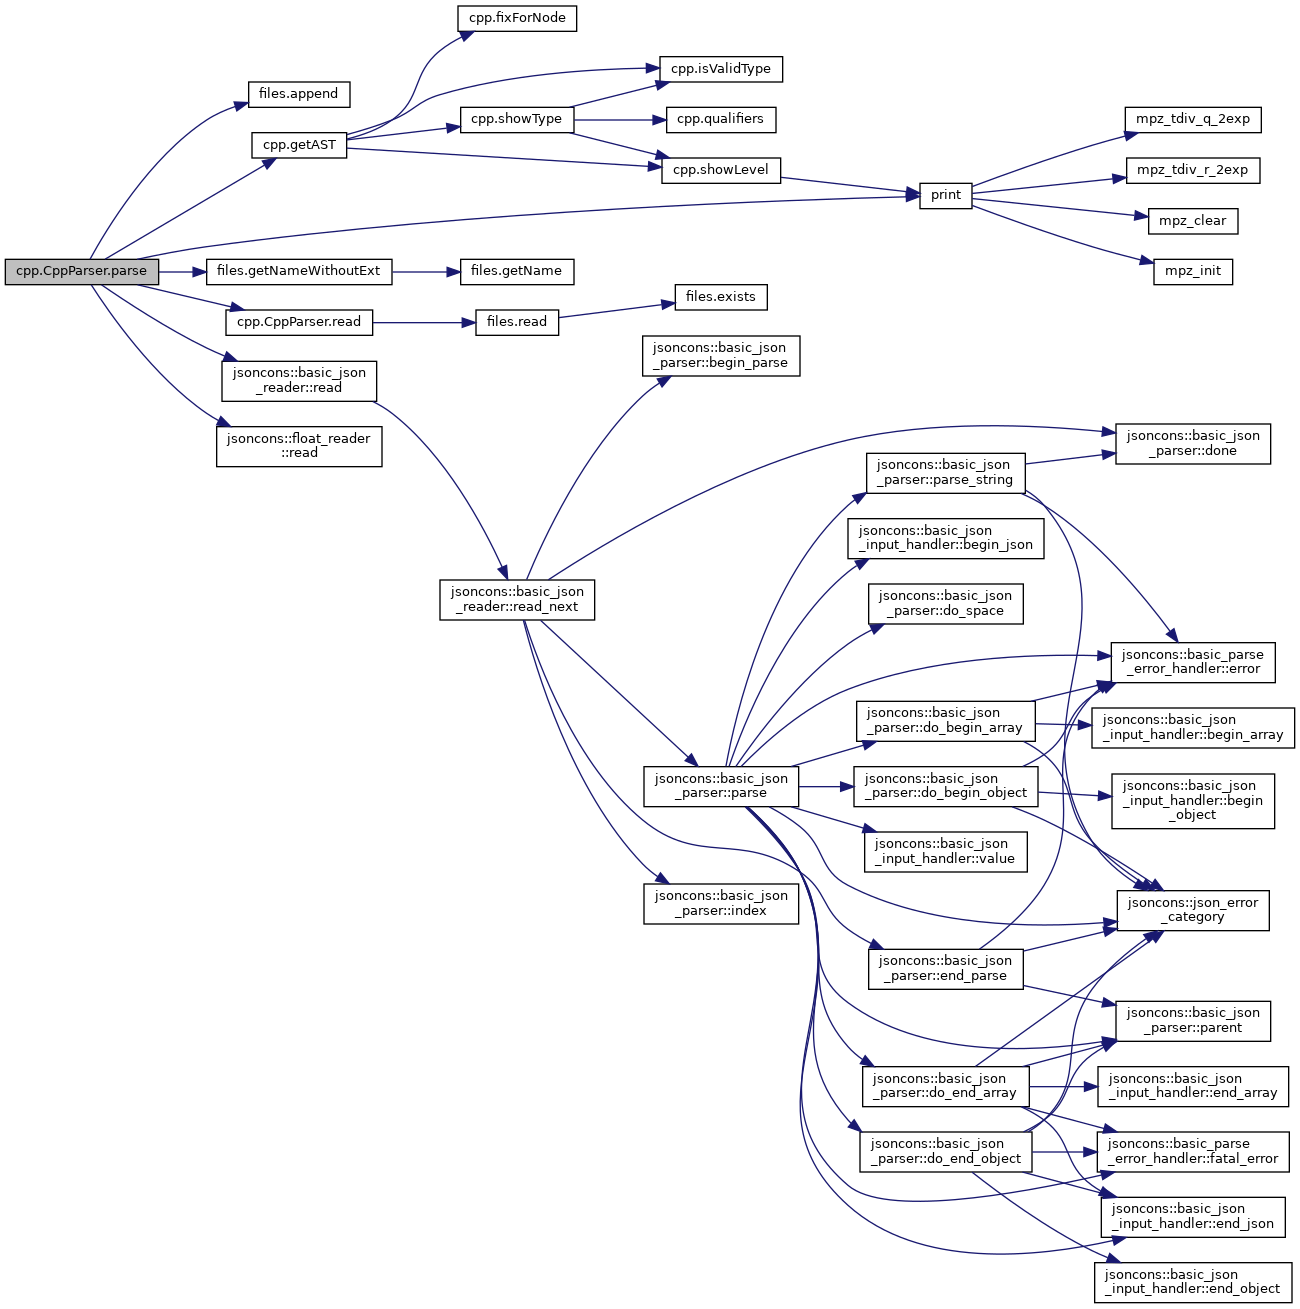 cpp.fixForNode
cpp.isValidType
files.append
cpp.showType
cpp.qualifiers
mpz_tdiv_q_2exp
cpp.getAST
cpp.showLevel
mpz_tdiv_r_2exp
print
mpz_clear
cpp.CppParser.parse
files.getNameWithoutExt
files.getName
mpz_init
files.exists
cpp.CppParser.read
files.read
jsoncons::basic_json
_parser::begin_parse
jsoncons::basic_json
_reader::read
jsoncons::float_reader
::read
jsoncons::basic_json
_parser::done
jsoncons::basic_json
_parser::parse_string
jsoncons::basic_json
_input_handler::begin_json
jsoncons::basic_json
_reader::read_next
jsoncons::basic_json
_parser::do_space
jsoncons::basic_parse
_error_handler::error
jsoncons::basic_json
_parser::do_begin_array
jsoncons::basic_json
_input_handler::begin_array
jsoncons::basic_json
_parser::parse
jsoncons::basic_json
_parser::do_begin_object
jsoncons::basic_json
_input_handler::begin
_object
jsoncons::basic_json
_input_handler::value
jsoncons::basic_json
_parser::index
jsoncons::json_error
_category
jsoncons::basic_json
_parser::end_parse
jsoncons::basic_json
_parser::parent
jsoncons::basic_json
_parser::do_end_array
jsoncons::basic_json
_input_handler::end_array
jsoncons::basic_json
_parser::do_end_object
jsoncons::basic_parse
_error_handler::fatal_error
jsoncons::basic_json
_input_handler::end_json
jsoncons::basic_json
_input_handler::end_object